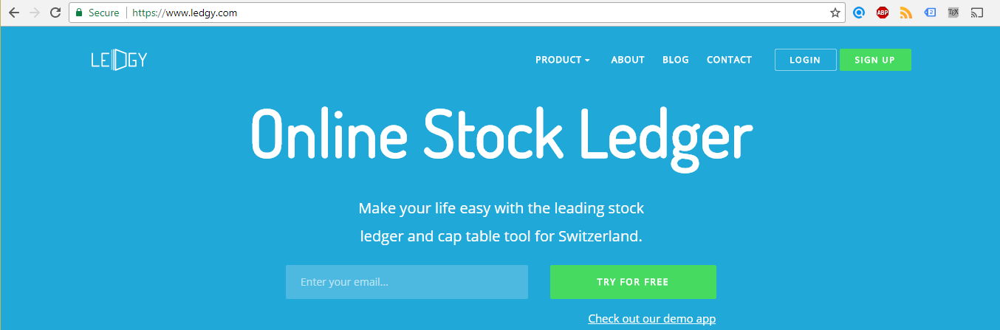 Secure https://www.ledgy.com
ABP 2 TEX
LEDGY PRODUCT ABOUT BLOG CONTACT LOGIN SIGN UP
Online Stock Ledger
Make your life easy with the leading stock
ledger and cap table tool for Switzerland.
Enter your email... TRY FOR FREE
Check out our demo app